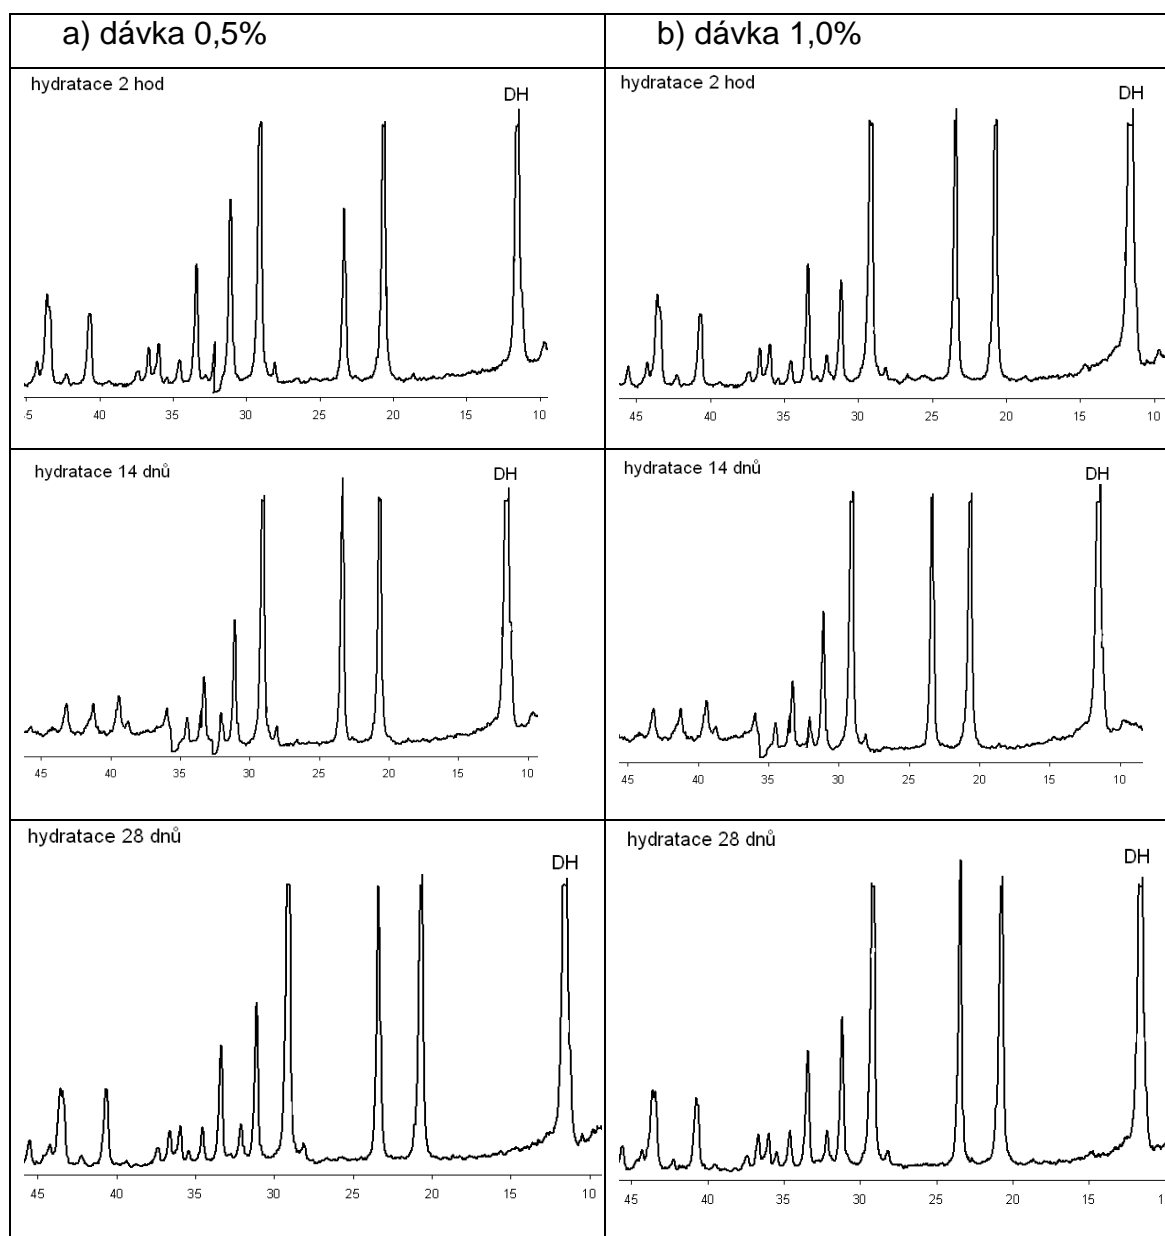 a) dávka 0,5%
b) dávka 1,0%
hydratace 2 hod
DH
-5 40 35 30 25 20 15 10
hydratace 2 hod
DH
45 40 35 30 25 20 15 10
hydratace 14 dnů
DH
45 40 35 30 25 20 15 10
hydratace 14 dnů
DH
45 40 35 30 25 20 15 10
hydratace 28 dnů
DH
45 40 35 30 25 20 15 10
hydratace 28 dnů
DH
45 40 35 30 25 20 15 1